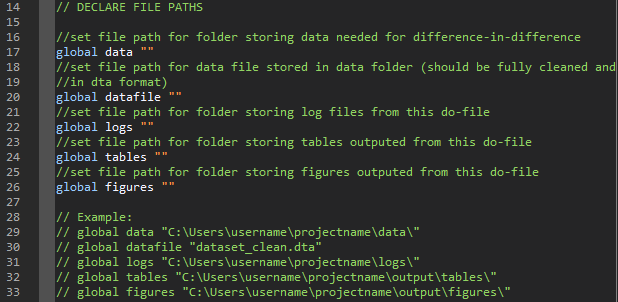 14 // DECLARE FILE PATHS
15
16 //set file path for folder storing data needed for difference-in-difference
17 global data ""
18 //set file path for data file stored in data folder (should be fully cleaned and
19 //in dta format)
20 global datafile ""
21 //set file path for folder storing log files from this do-file
22 global logs ""
23 //set file path for folder storing tables outputed from this do-file
24 global tables ""
25 //set file path for folder storing figures outputed from this do-file
26 global figures ""
27
28 // Example:
29 // global data "C:\Users\username\projectname\data\"
30 // global datafile "dataset_clean.dta"
31 // global logs "C:\Users\username\projectname\logs\"
32 // global tables "C:\Users\username\projectname\output\tables\"
33 // global figures "C:\Users\username\projectname\output\figures\"